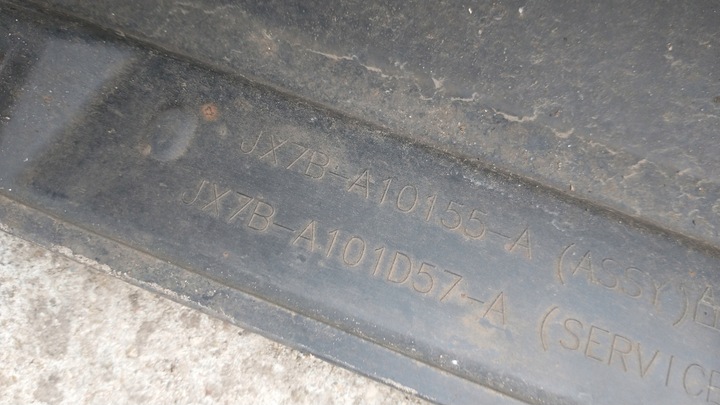 JX7B-A10155-A (ASSY)
JX7B-A101D57-A (SERVICE